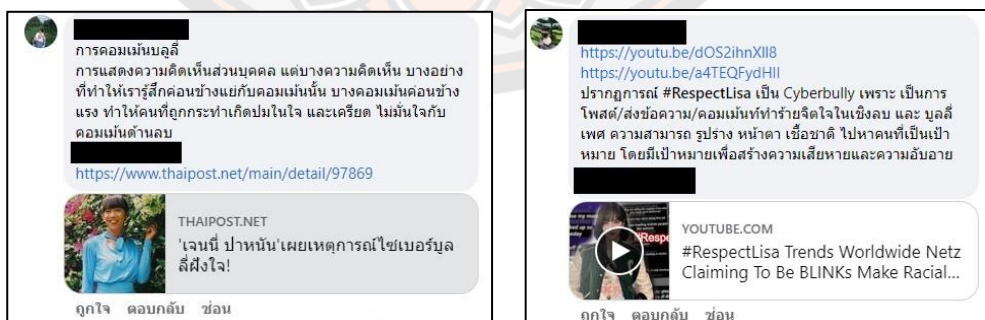 การคอมเม้นบลูลี่
การแสดงความคิดเห็นส่วนบุคคล แต่บางความคิดเห็น บางอย่าง
ที่ทำให้เรารู้สึกค่อนข้างแย่กับคอมเม้นนั้น บางคอมเม้นค่อนข้าง
แรง ทำให้คนที่ถูกกระทำเกิดปมในใจ และเครียด ไม่มั่นใจกับ
คอมเม้นด้านลบ
https://www.thaipost.net/main/detail/97869
THAIPOST.NET
'เจนนี่ ปาหนัน'เผยเหตุการณ์ไซเบอร์บูล
ลี่ฝังใจ!
ถูกใจ ตอบกลับ ซ่อน
https://youtu.be/dOS2ihnXIl8
https://youtu.be/a4TEQFydHlI
ปรากฏการณ์ #RespectLisa เป็น Cyberbully เพราะ เป็นการ
โพสต์/ส่งข้อความ/คอมเม้นท์ทำร้ายจิตใจในเชิงลบ และ บูลลี่
เพศ ความสามารถ รูปร่าง หน้าตา เชื้อชาติ ไปหาคนที่เป็นเป้า
หมาย โดยมีเป้าหมายเพื่อสร้างความเสียหายและความอับอาย
YOUTUBE.COM
#RespectLisa Trends Worldwide Netz
Claiming To Be BLINKs Make Racial...
ถูกใจ ตอบกลับ ซ่อน